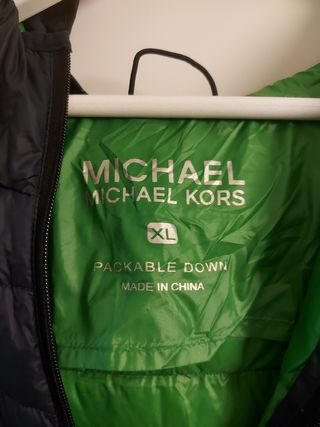 MICHAEL
MICHAEL KORS
XL
PACKABLE DOWN
MADE IN CHINA